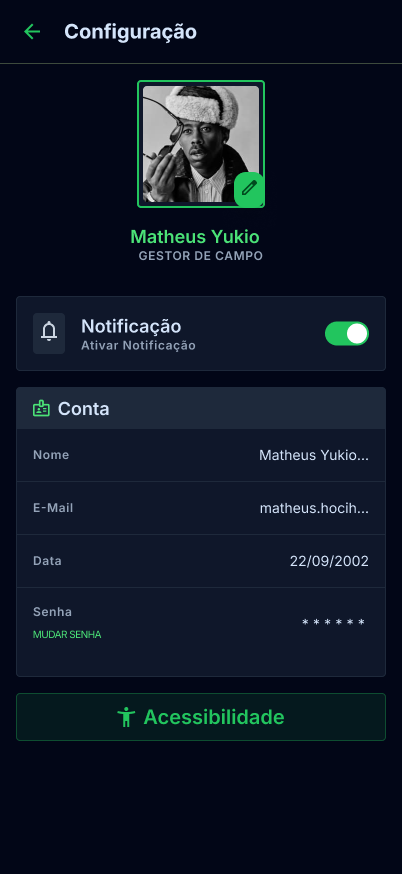 Configuração
Matheus Yukio
GESTOR DE CAMPO
Notificação
Ativar Notificação
Conta
Nome
Matheus Yukio...
E-Mail
matheus.hocih...
Data
22/09/2002
Senha
******
MUDAR SENHA
Acessibilidade